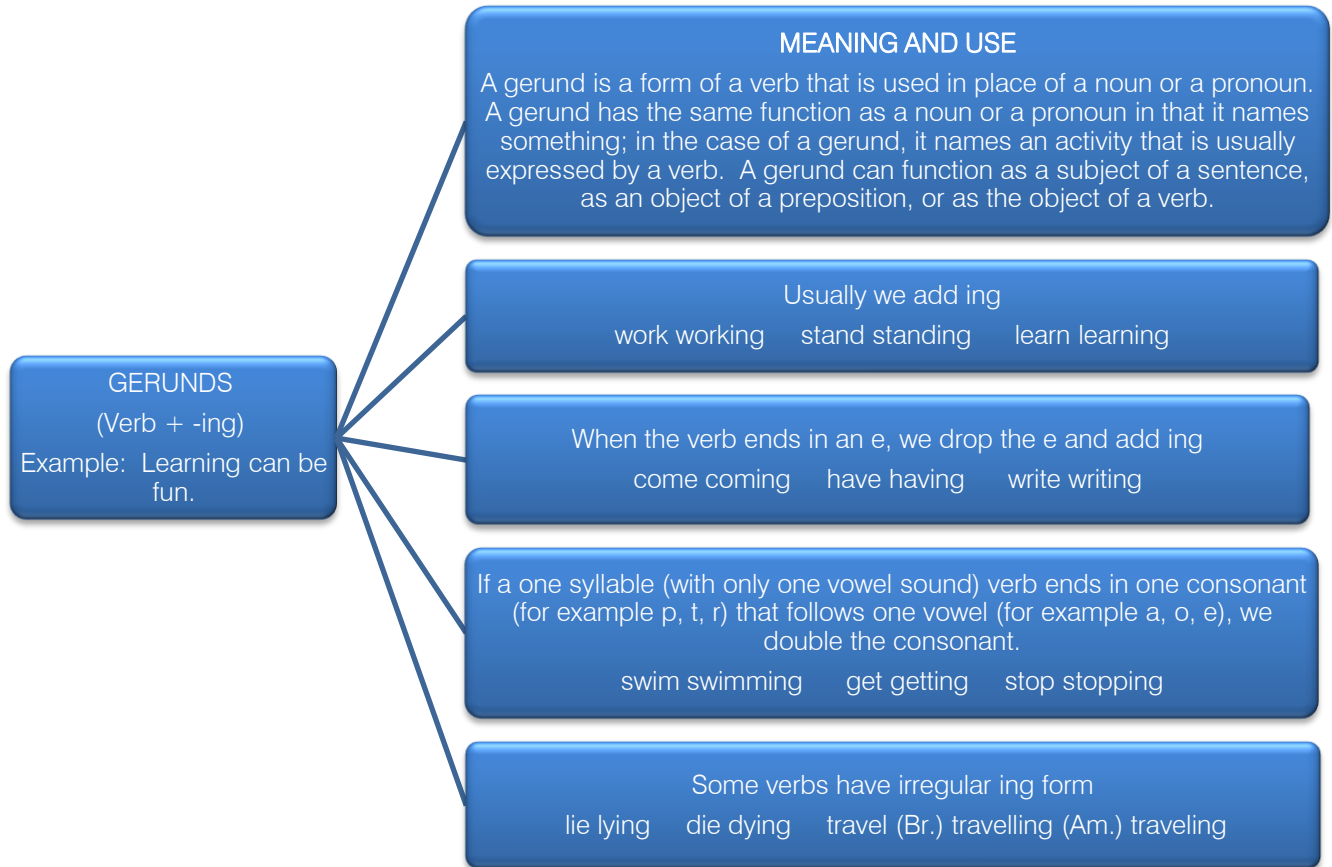 GERUNDS
(Verb + -ing)
Example: Learning can be
fun.
MEANING AND USE
A gerund is a form of a verb that is used in place of a noun or a pronoun.
A gerund has the same function as a noun or a pronoun in that it names
something; in the case of a gerund, it names an activity that is usually
expressed by a verb. A gerund can function as a subject of a sentence,
as an object of a preposition, or as the object of a verb.
Usually we add ing
work working stand standing learn learning
When the verb ends in an e, we drop the e and add ing
come coming have having write writing
If a one syllable (with only one vowel sound) verb ends in one consonant
(for example p, t, r) that follows one vowel (for example a, o, e), we
double the consonant.
swim swimming get getting stop stopping
Some verbs have irregular ing form
lie lying die dying travel (Br.) travelling (Am.) traveling